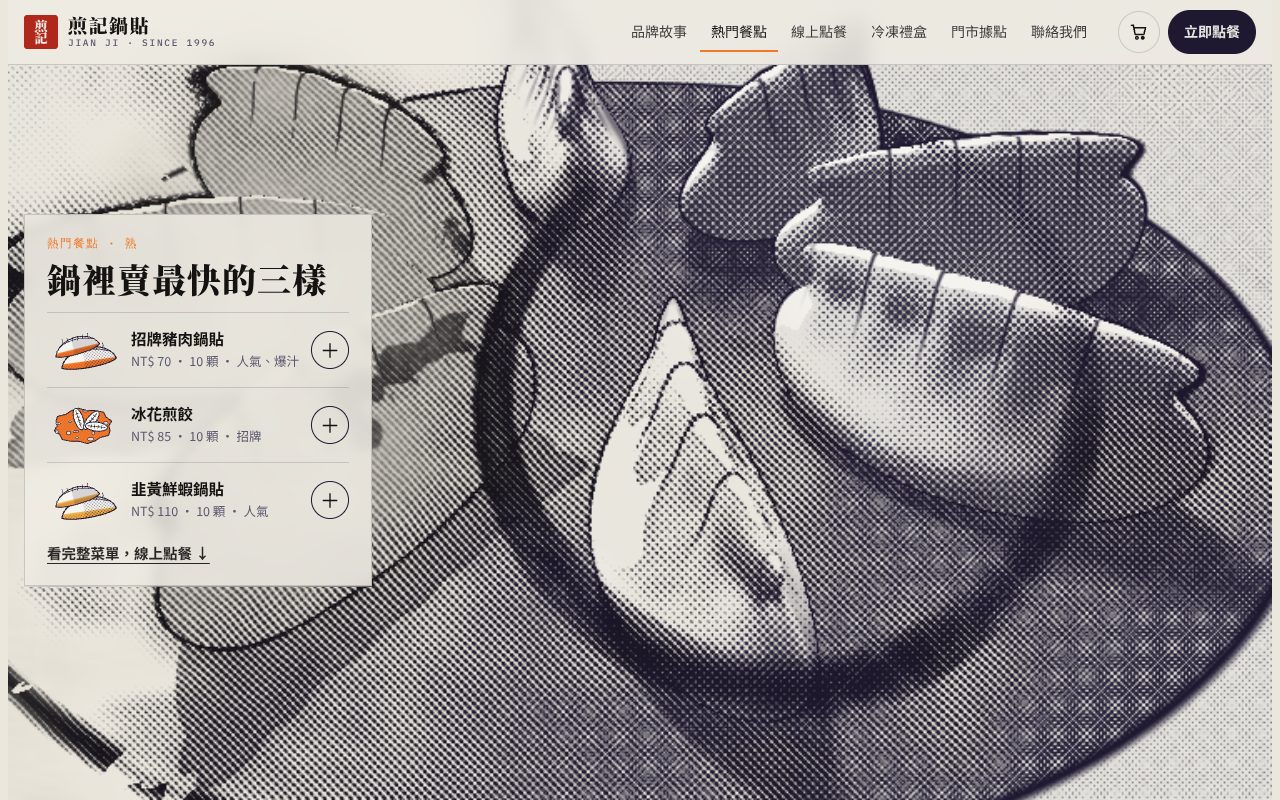 煎記
煎記鍋貼
JIAN JI · SINCE 1996
品牌故事
熱門餐點
線上點餐
冷凍禮盒
門市據點
聯絡我們
立即點餐
熱門餐點 · 熟
鍋裡賣最快的三樣
招牌豬肉鍋貼
NT$ 70 · 10 顆 · 人氣、爆汁
冰花煎餃
NT$ 85 · 10 顆 · 招牌
韭黃鮮蝦鍋貼
NT$ 110 · 10 顆 · 人氣
看完整菜單，線上點餐 ↓